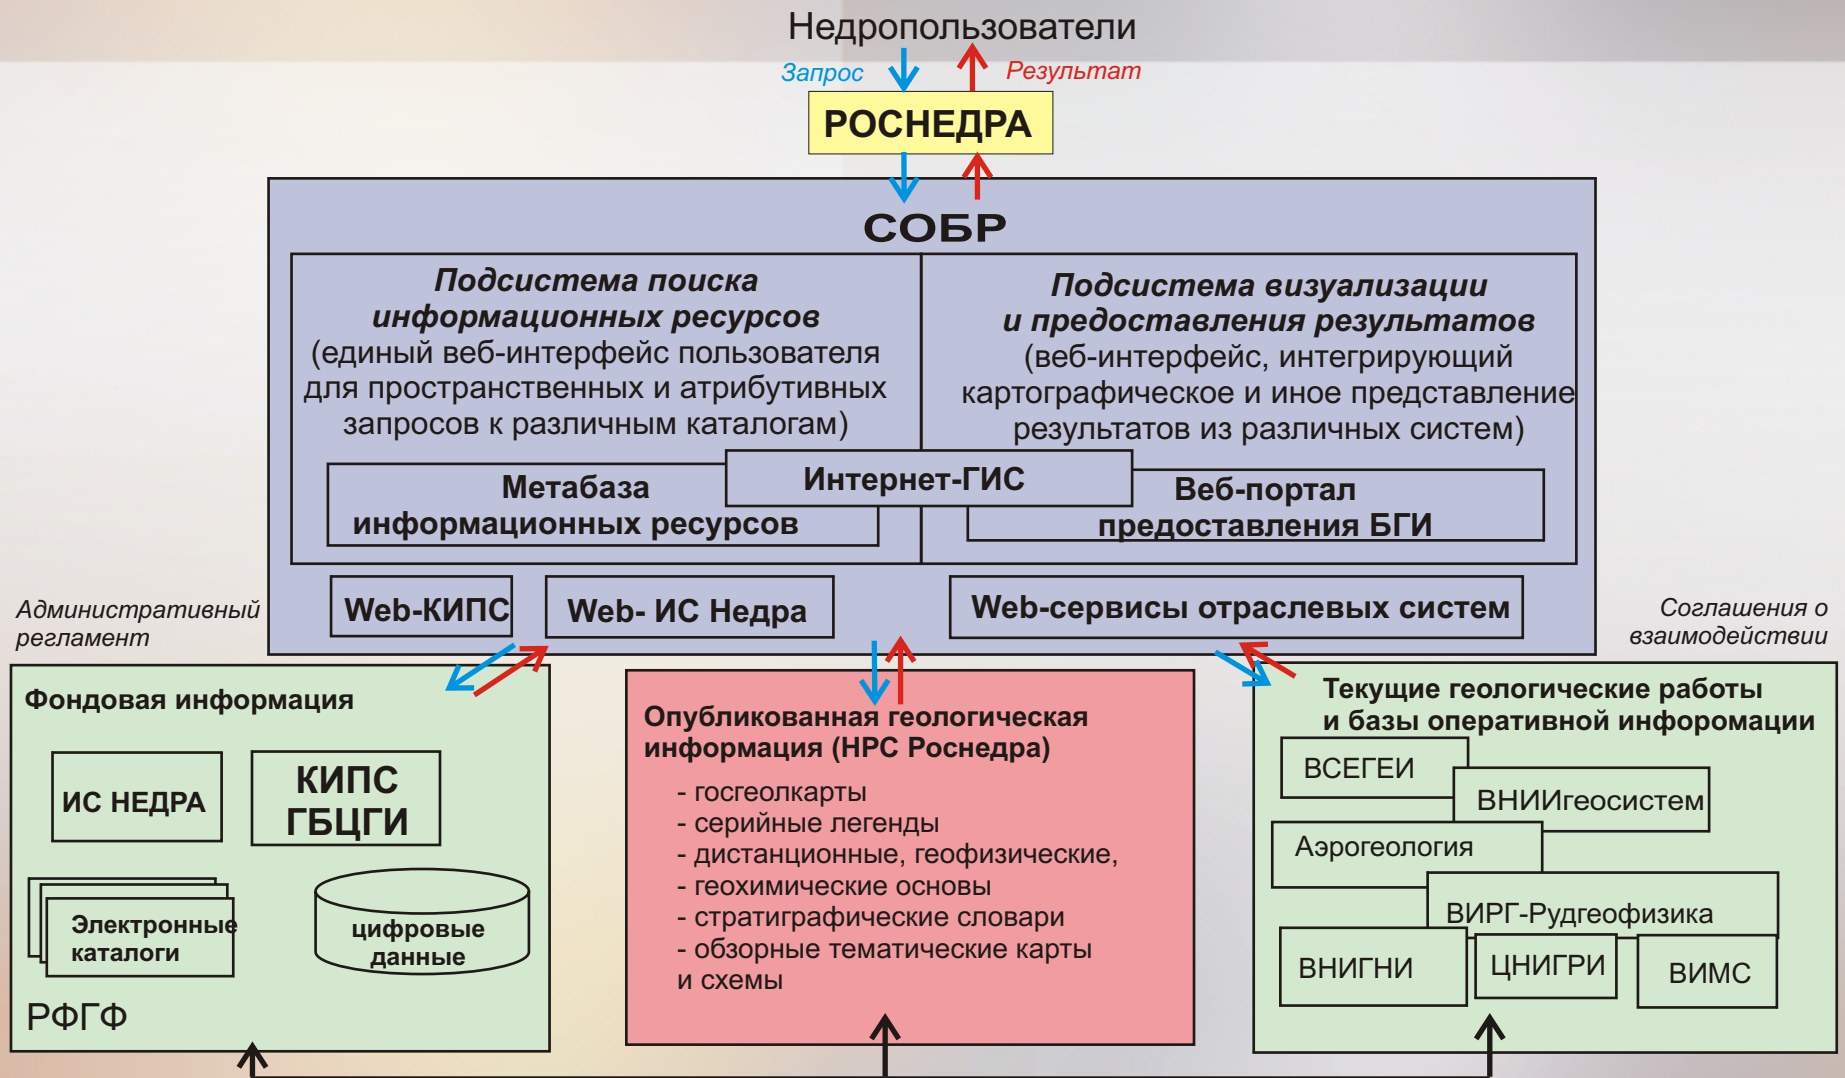 Недропользователи
Запрос
Результат
РОСНЕДРА
СОБР
Подсистема поиска
информационных ресурсов
(единый веб-интерфейс пользователя
для пространственных и атрибутивных
запросов к различным каталогам)
Подсистема визуализации
и предоставления результатов
(веб-интерфейс, интегрирующий
картографическое и иное представление
результатов из различных систем)
Интернет-ГИС
Метабаза
информационных ресурсов
Веб-портал
предоставления БГИ
Web-КИПС
Web- ИС Недра
Web-сервисы отраслевых систем
Административный
регламент
Соглашения о
взаимодействии
Фондовая информация
ИС НЕДРА
КИПС
ГБЦГИ
Электронные
каталоги
цифровые
данные
РФГФ
Опубликованная геологическая
информация (НРС Роснедра)
- госгеолкарты
- серийные легенды
- дистанционные, геофизические,
- геохимические основы
- стратиграфические словари
- обзорные тематические карты
и схемы
Текущие геологические работы
и базы оперативной инфоромации
ВСЕГЕИ
ВНИИгеосистем
Аэрогеология
ВИРГ-Рудгеофизика
ВНИГНИ
ЦНИГРИ
ВИМС